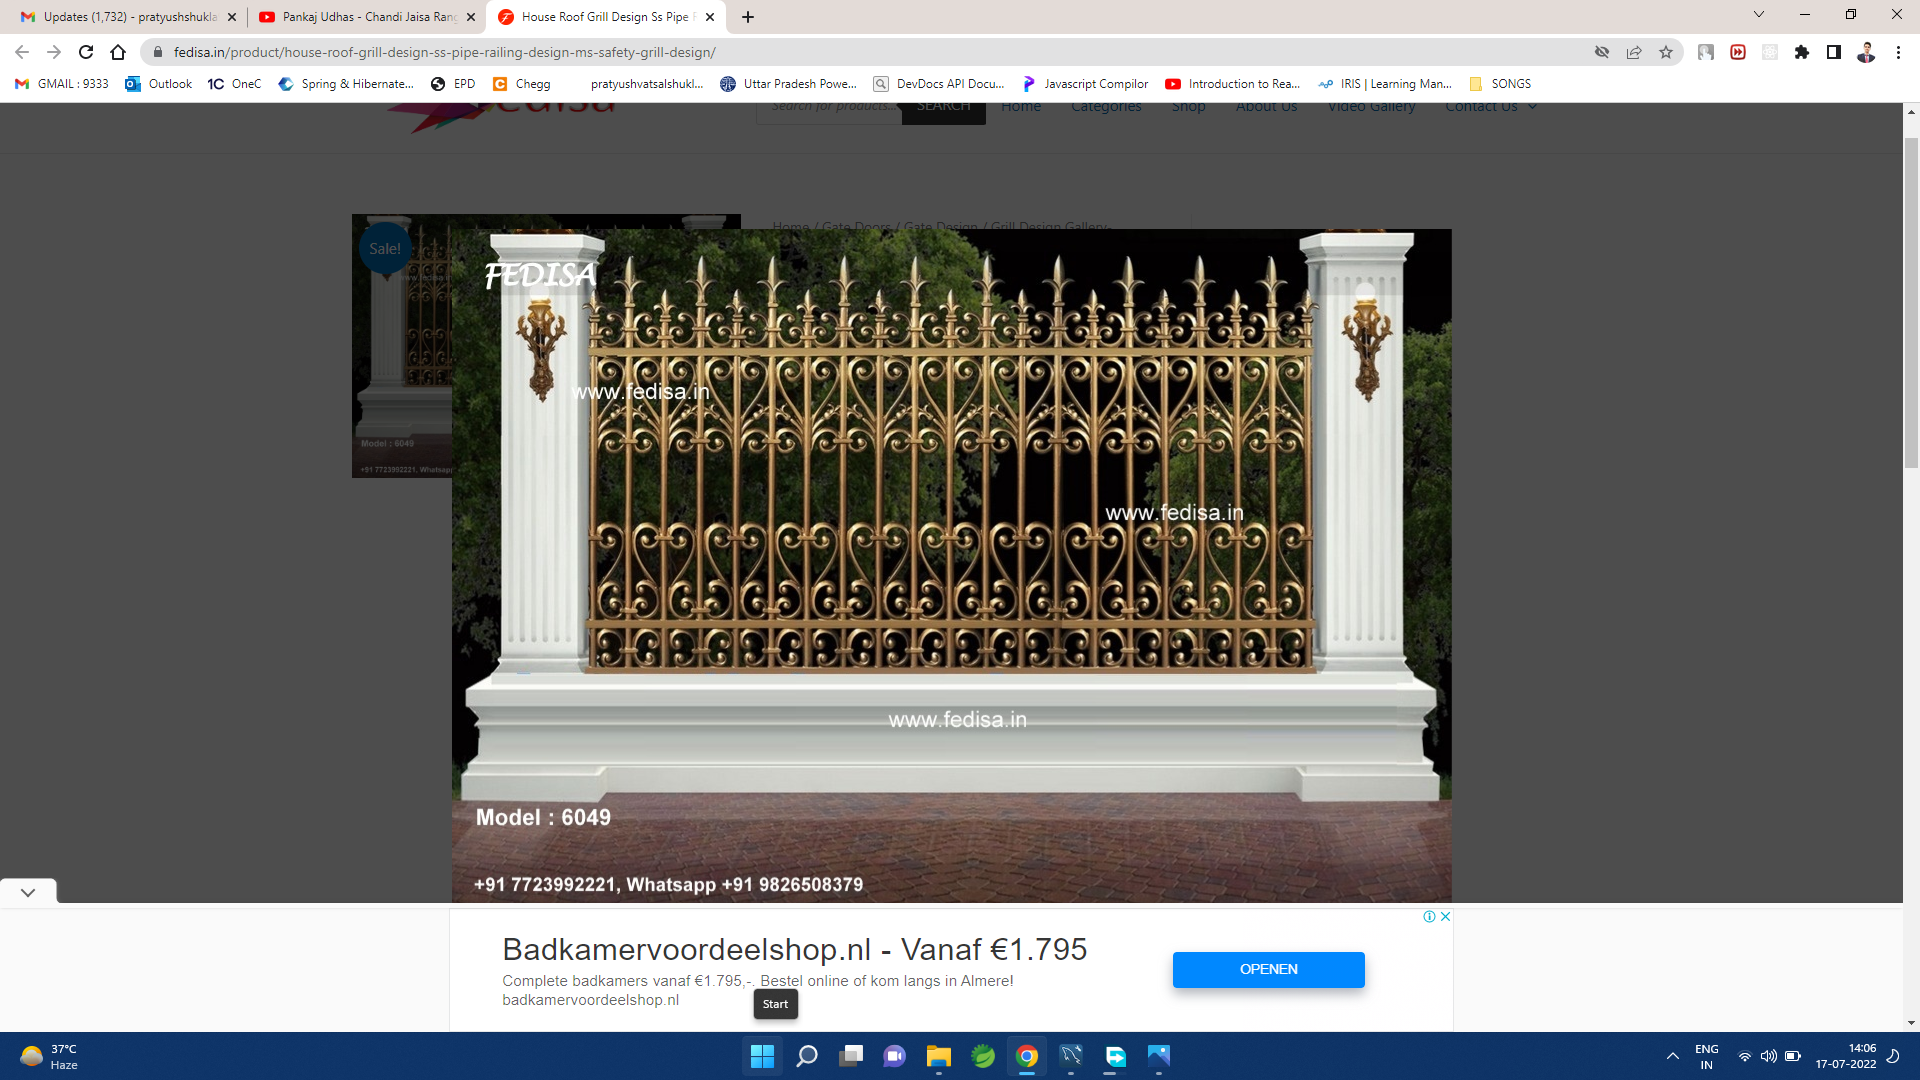 Updates (1,732) - pratyushshukla
Pankaj Udhas - Chandi Jaisa Rang
House Roof Grill Design Ss Pipe R
fedisa.in/product/house-roof-grill-design-ss-pipe-railing-design-ms-safety-grill-design/
GMAIL : 9333
Outlook
OneC
Spring & Hibernate...
EPD
Chegg
pratyushvatsalshukl...
Uttar Pradesh Powe...
DevDocs API Docu...
Javascript Compilor
Introduction to Rea...
IRIS | Learning Man...
SONGS
Search for products...
SEARCH
Home
Categories
Shop
About Us
Video Gallery
Contact Us
Home / Gate Doors / Gate Design / Grill Design Gallery-
Sale!
FEDISA
www.fedisa.in
www.fedisa.in
www.fedisa.in
Model : 6049
+91 7723992221, Whatsapp
Model : 6049
+91 7723992221, Whatsapp +91 9826508379
Badkamervoordeelshop.nl - Vanaf €1.795
Complete badkamers vanaf €1.795,-. Bestel online of kom langs in Almere!
badkamervoordeelshop.nl
OPENEN
Start
37°C
Haze
ENG
IN
14:06
17-07-2022